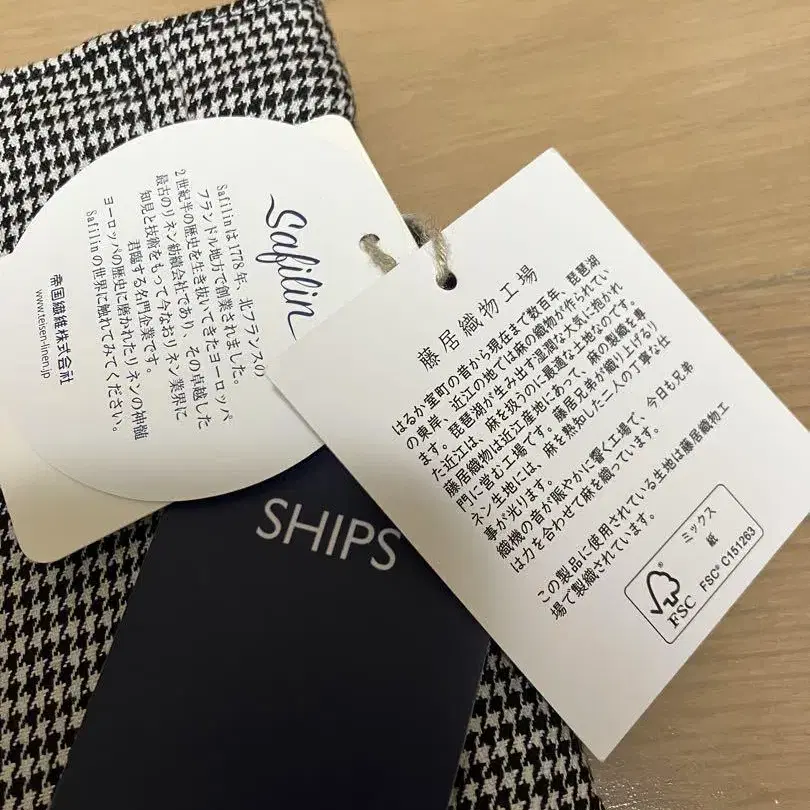 Safilin
Safilinは1778年、北フランスの
フランドル地方で創業されました。
2世紀半の歴史を生き抜いてきたヨーロッパ
最古のリネン紡績会社であり、その卓越した
知見と技術をもって今なおリネン業界に
君臨する名門企業です。
ヨーロッパの歴史に磨かれたリネンの神髄
Safilinの世界に触れてみてください。
帝国繊維株式会社
www.teisen-linen.jp
藤居織物工場
はるか室町の昔から現在まで数百年、琵琶湖
の東岸、近江の地では麻の織物が作られてい
ます。琵琶湖が生み出す湿潤な大気に抱かれ
た近江は、麻を扱うのに最適な土地なのです。
藤居織物は近江産地にあって、麻の製織を専
門に営む工場です。藤居兄弟が織り上げるリ
ネン生地には、麻を熟知した二人の丁寧な仕
事が光ります。
織機の音が賑やかに響く工場で、今日も兄弟
は力を合わせて麻を織っています。
この製品に使用されている生地は藤居織物工
場で製織されています。
SHIPS
FSC
ミックス
紙
FSC® C151263